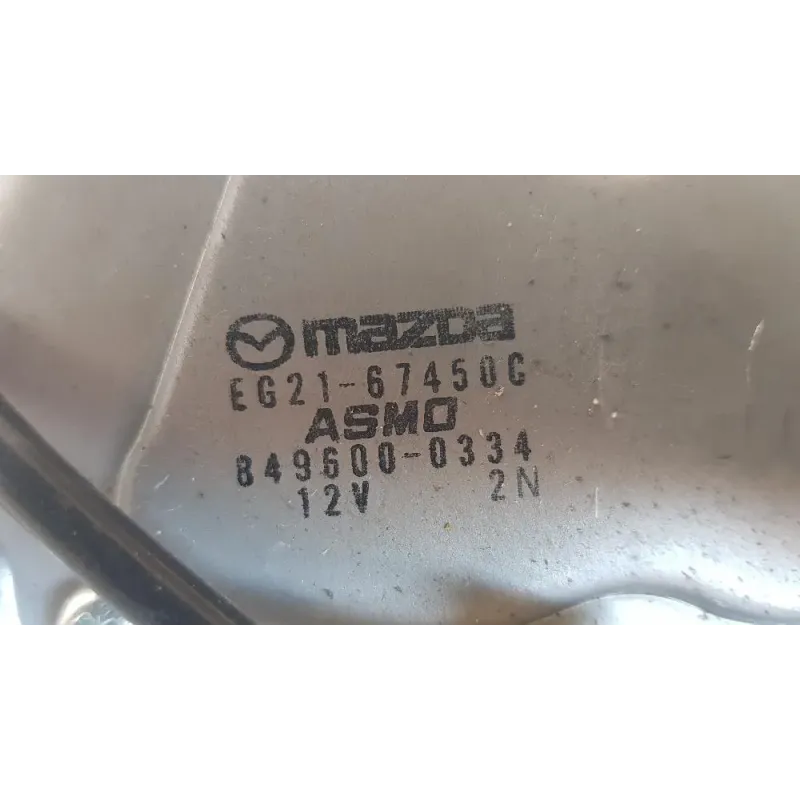 mazda
EG21-67450C
ASMO
849600-0334
12V 2N